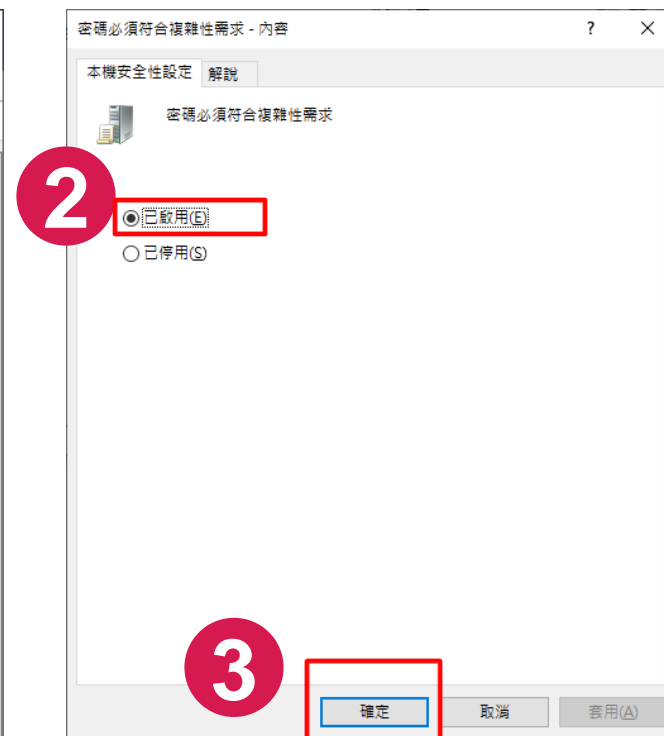 密碼必須符合複雜性需求 - 內容 ? ×
本機安全性設定 解說
密碼必須符合複雜性需求
2
已啟用(E)
已停用(S)
3
確定 取消 套用(A)